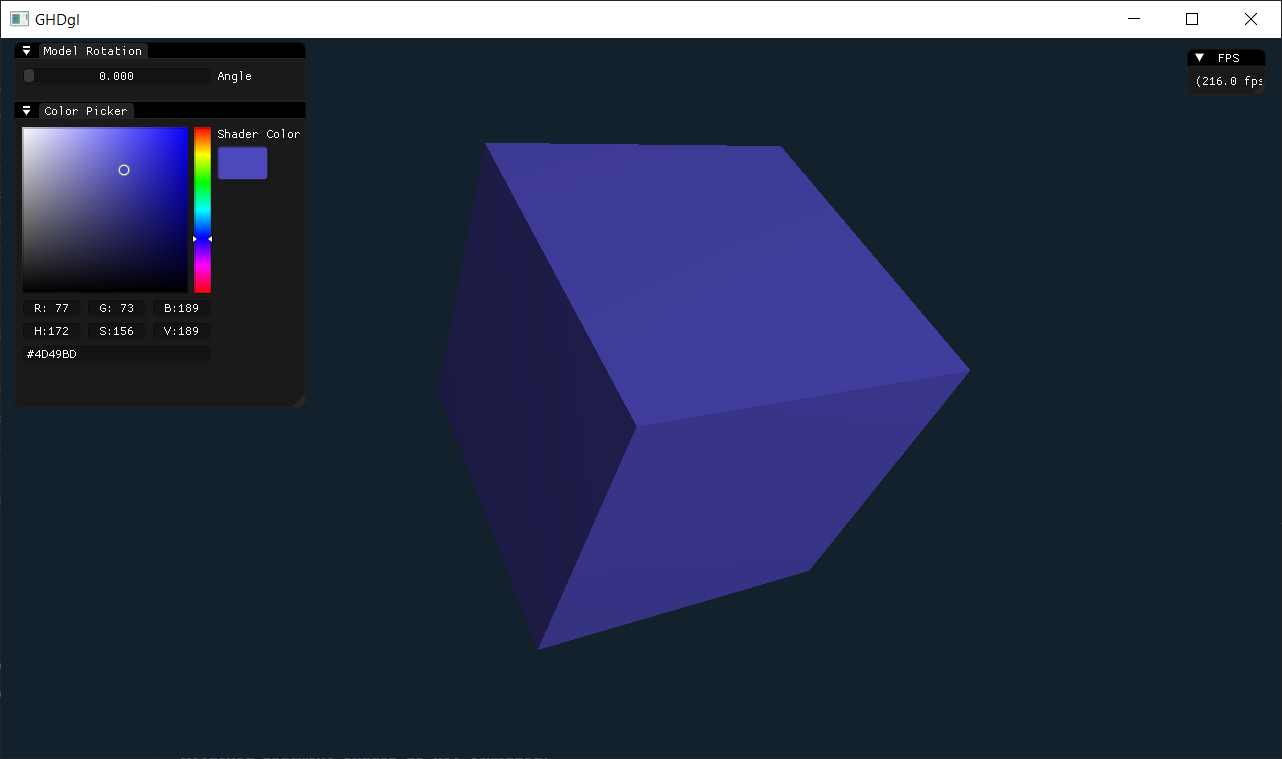 GHDgl
Model Rotation
0.000 Angle
Color Picker
Shader Color
R: 77 G: 73 B:189
H:172 S:156 V:189
#4D49BD
FPS
(216.0 fps